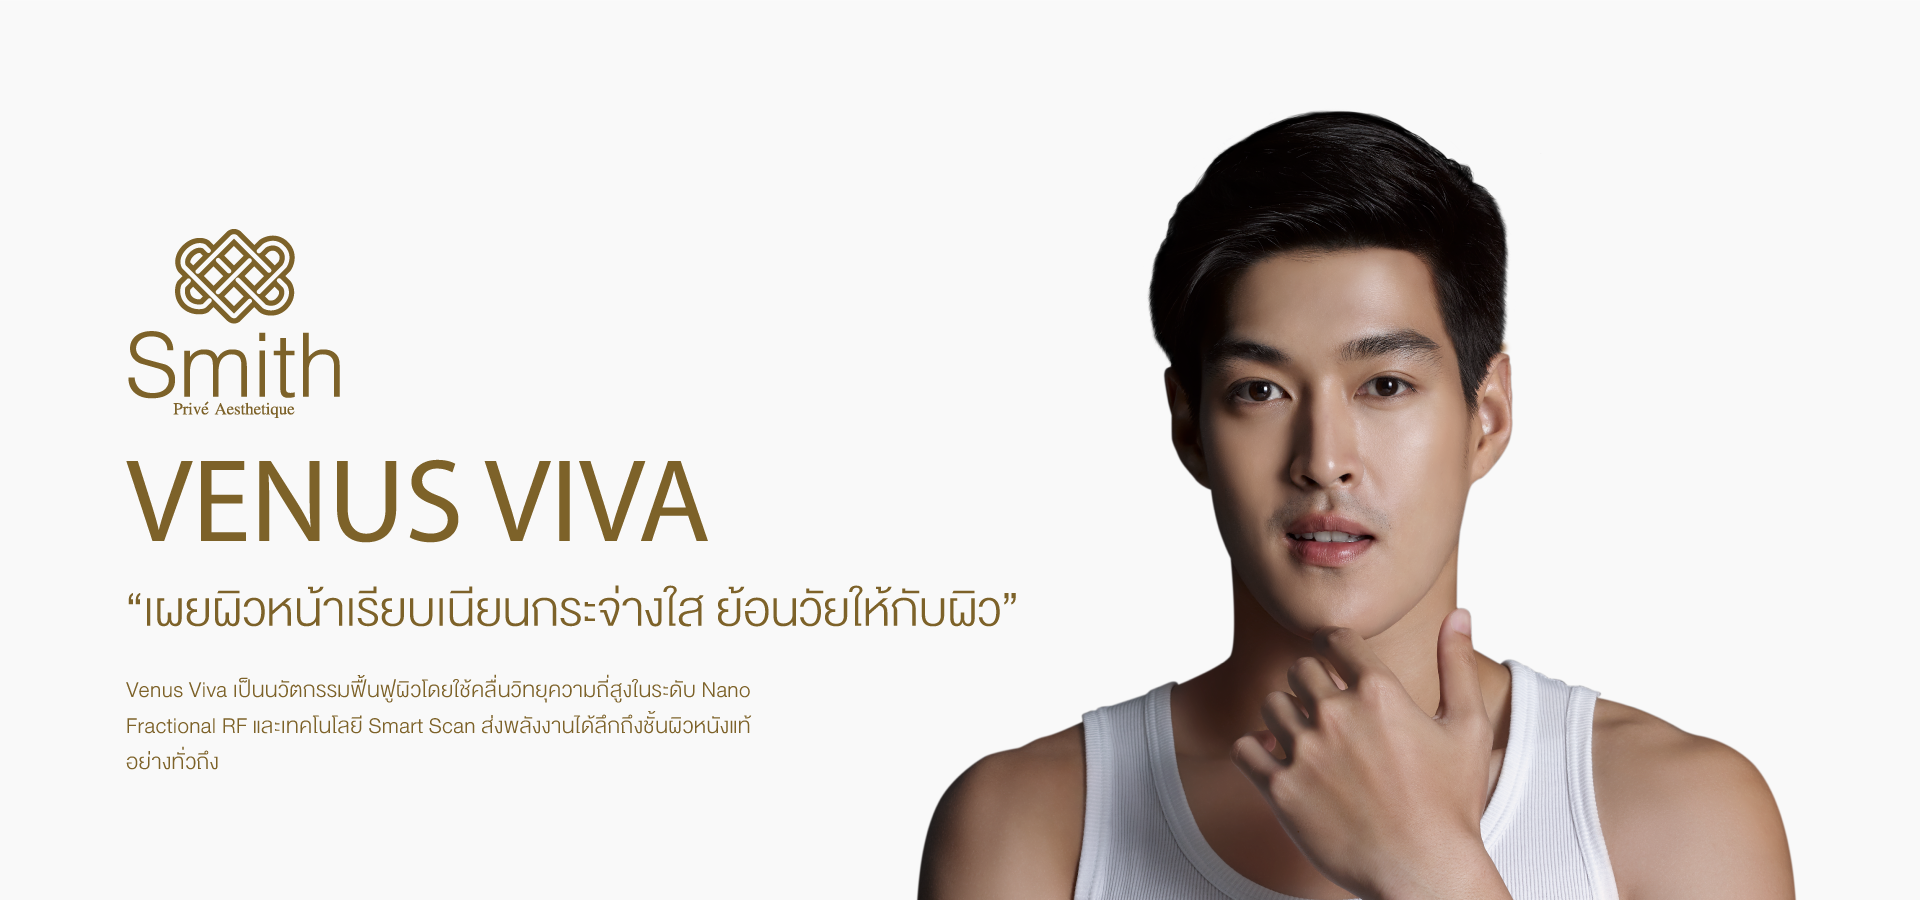 Smith
Privé Aesthetique
VENUS VIVA
“เผยผิวหน้าเรียบเนียนกระจ่างใส ย้อนวัยให้กับผิว”
Venus Viva เป็นนวัตกรรมฟื้นฟูผิวโดยใช้คลื่นวิทยุความถี่สูงในระดับ Nano
Fractional RF และเทคโนโลยี Smart Scan ส่งพลังงานได้ลึกถึงชั้นผิวหนังแท้
อย่างทั่วถึง